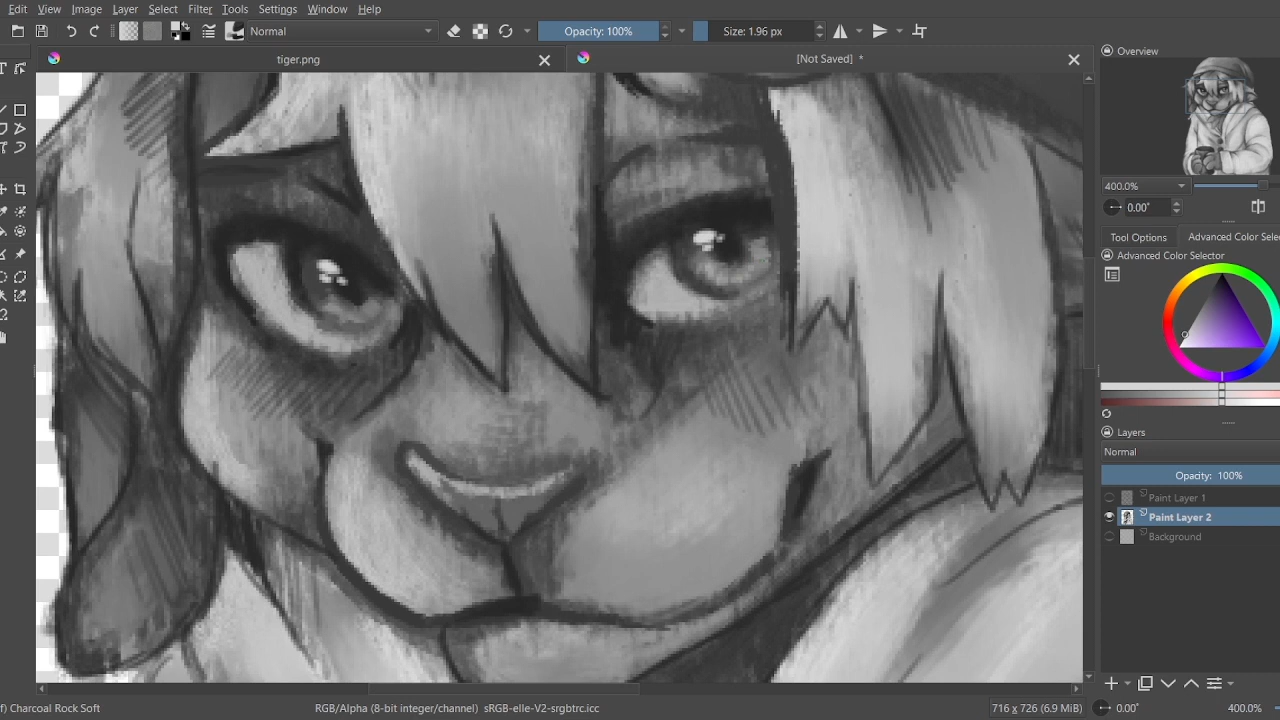 Edit View Image Layer Select Filter Tools Settings Window Help
Normal Opacity: 100% Size: 1.96 px
tiger.png [Not Saved] *
Overview
400.0%
0.00°
Tool Options Advanced Color Sele
Advanced Color Selector
Layers
Normal
Opacity: 100%
Paint Layer 1
Paint Layer 2
Background
f) Charcoal Rock Soft RGB/Alpha (8-bit integer/channel) sRGB-elle-V2-srgbtrc.icc 716 x 726 (6.9 MiB) 0.00° 400.0%